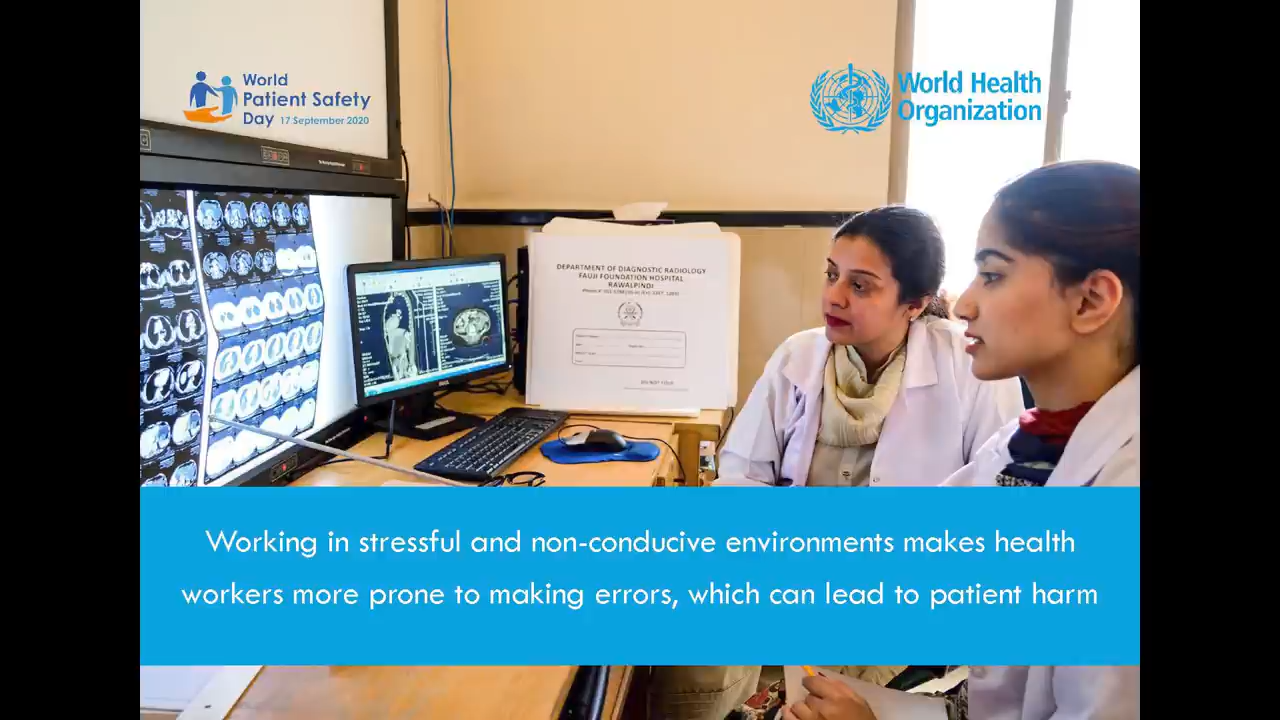 World
Patient Safety
Day 17 September 2020
World Health
Organization
DEPARTMENT OF DIAGNOSTIC RADIOLOGY
FAUJI FOUNDATION HOSPITAL
RAWALPINDI
Working in stressful and non-conducive environments makes health
workers more prone to making errors, which can lead to patient harm